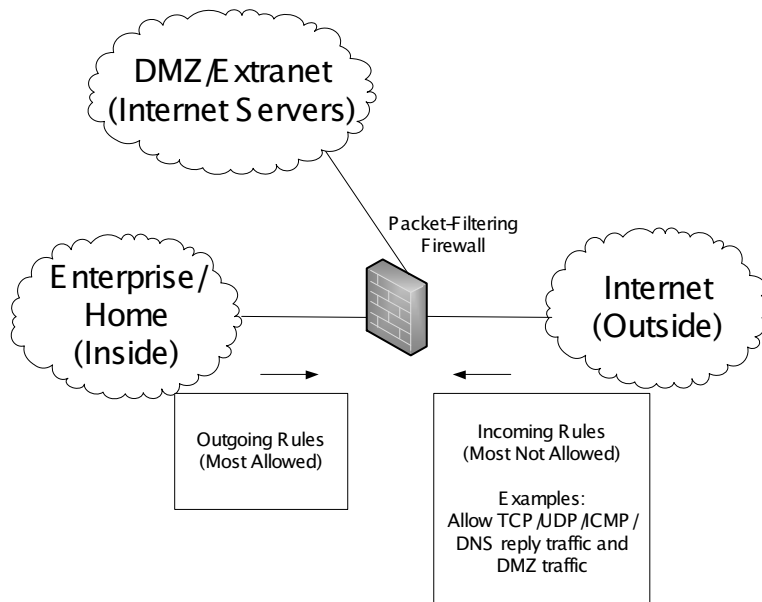 DMZ/Extranet
(Internet Servers)
Packet-Filtering
Firewall
Enterprise/
Home
(Inside)
Internet
(Outside)
Outgoing Rules
(Most Allowed)
Incoming Rules
(Most Not Allowed)
Examples:
Allow TCP/UDP/ICMP/
DNS reply traffic and
DMZ traffic